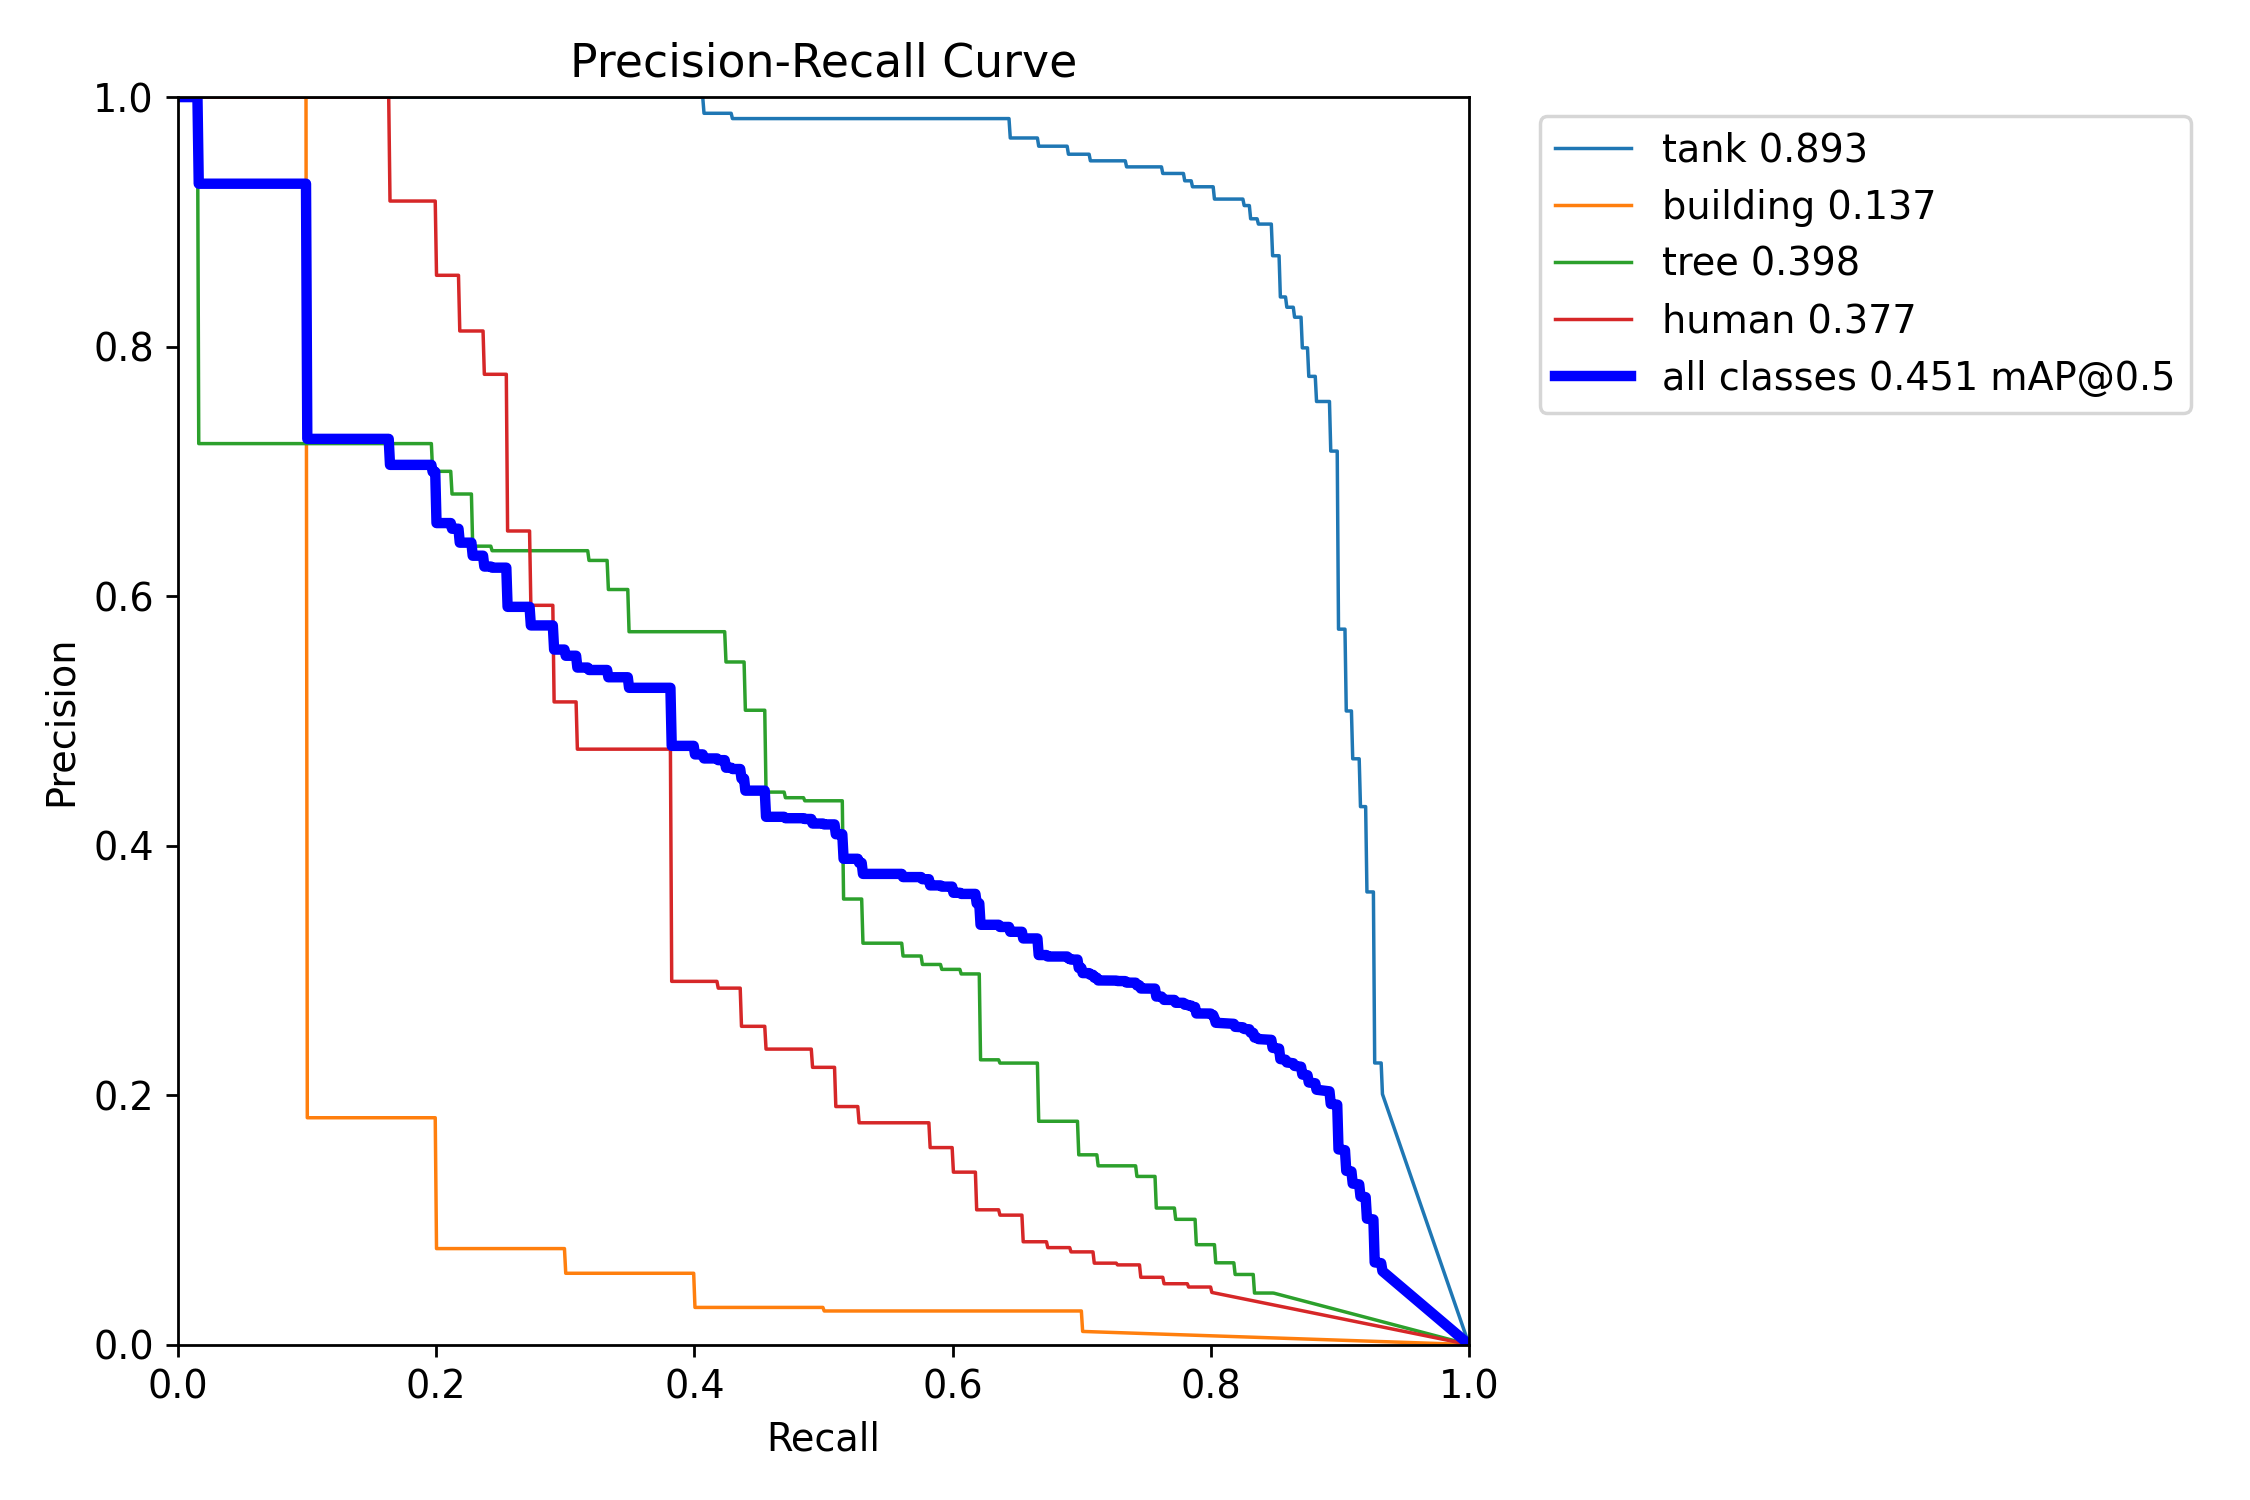 Precision-Recall Curve
1.0
0.8
0.6
0.4
0.2
0.0
Precision
0.0 0.2 0.4 0.6 0.8 1.0
Recall
tank 0.893
building 0.137
tree 0.398
human 0.377
all classes 0.451 mAP@0.5